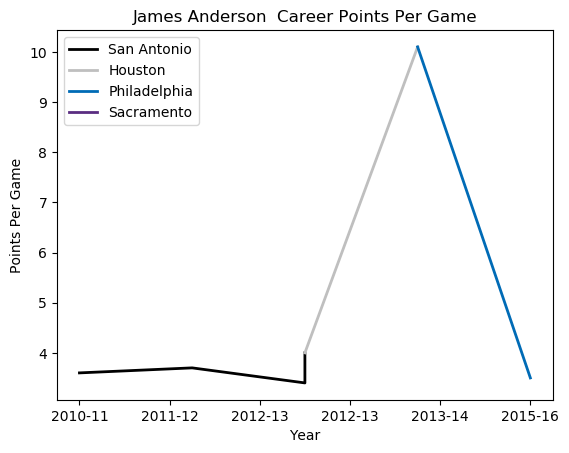 James Anderson  Career Points Per Game
San Antonio
Houston
Philadelphia
Sacramento
Points Per Game
10
9
8
7
6
5
4
2010-11
2011-12
2012-13
2012-13
2013-14
2015-16
Year